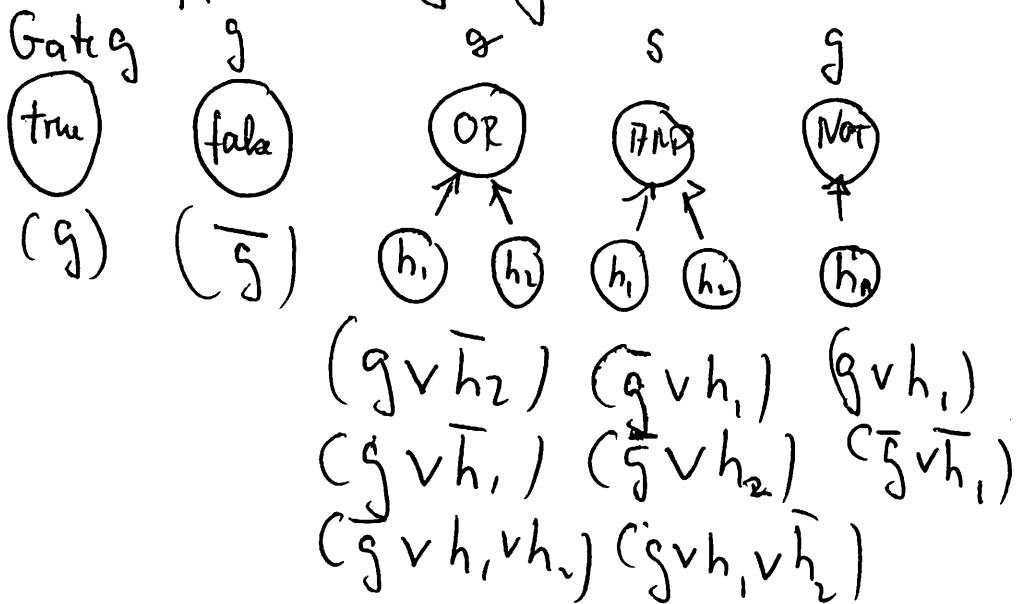 Gate g g g g g
true false OR AND NOT
(g) (g̅) h₁ h₂ h₁ h₂ h₁
(g ∨ h̅₂) (g̅ ∨ h₁) (g ∨ h₁)
(g ∨ h̅₁) (g̅ ∨ h₂) (g̅ ∨ h̅₁)
(g̅ ∨ h₁ ∨ h₂) (g ∨ h₁ ∨ h̅₂)